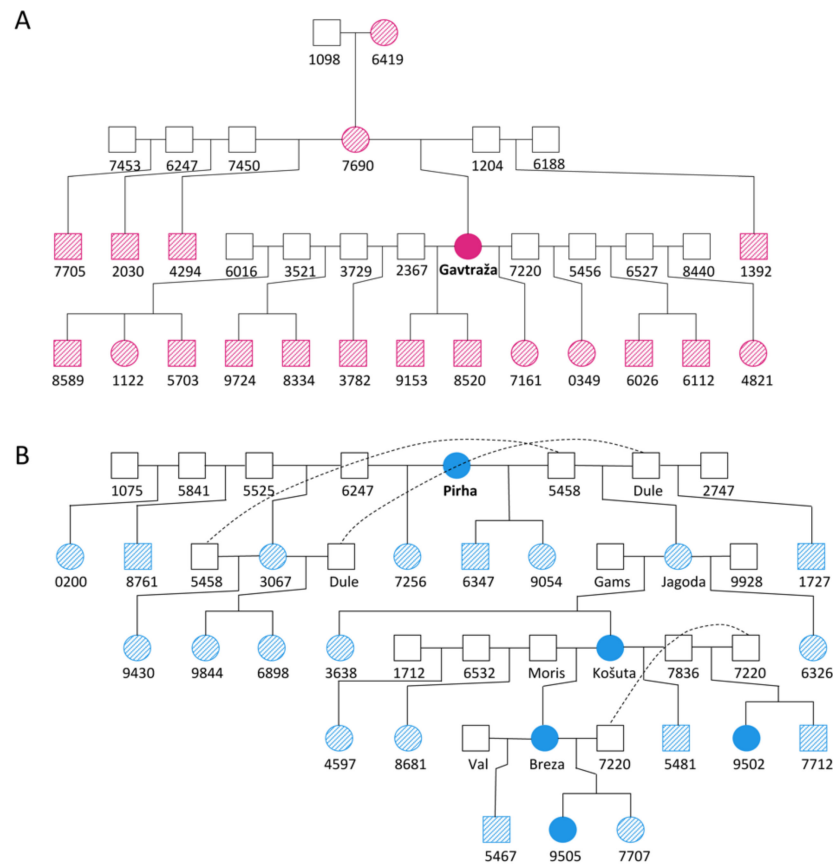 A
1098 6419
7453 6247 7450 7690 1204 6188
7705 2030 4294 6016 3521 3729 2367 Gavtraža 7220 5456 6527 8440 1392
8589 1122 5703 9724 8334 3782 9153 8520 7161 0349 6026 6112 4821
B
1075 5841 5525 6247 Pirha 5458 Dule 2747
0200 8761 5458 3067 Dule 7256 6347 9054 Gams Jagoda 9928 1727
9430 9844 6898 3638 1712 6532 Moris Košuta 7836 7220 6326
4597 8681 Val Breza 7220 5481 9502 7712
5467 9505 7707